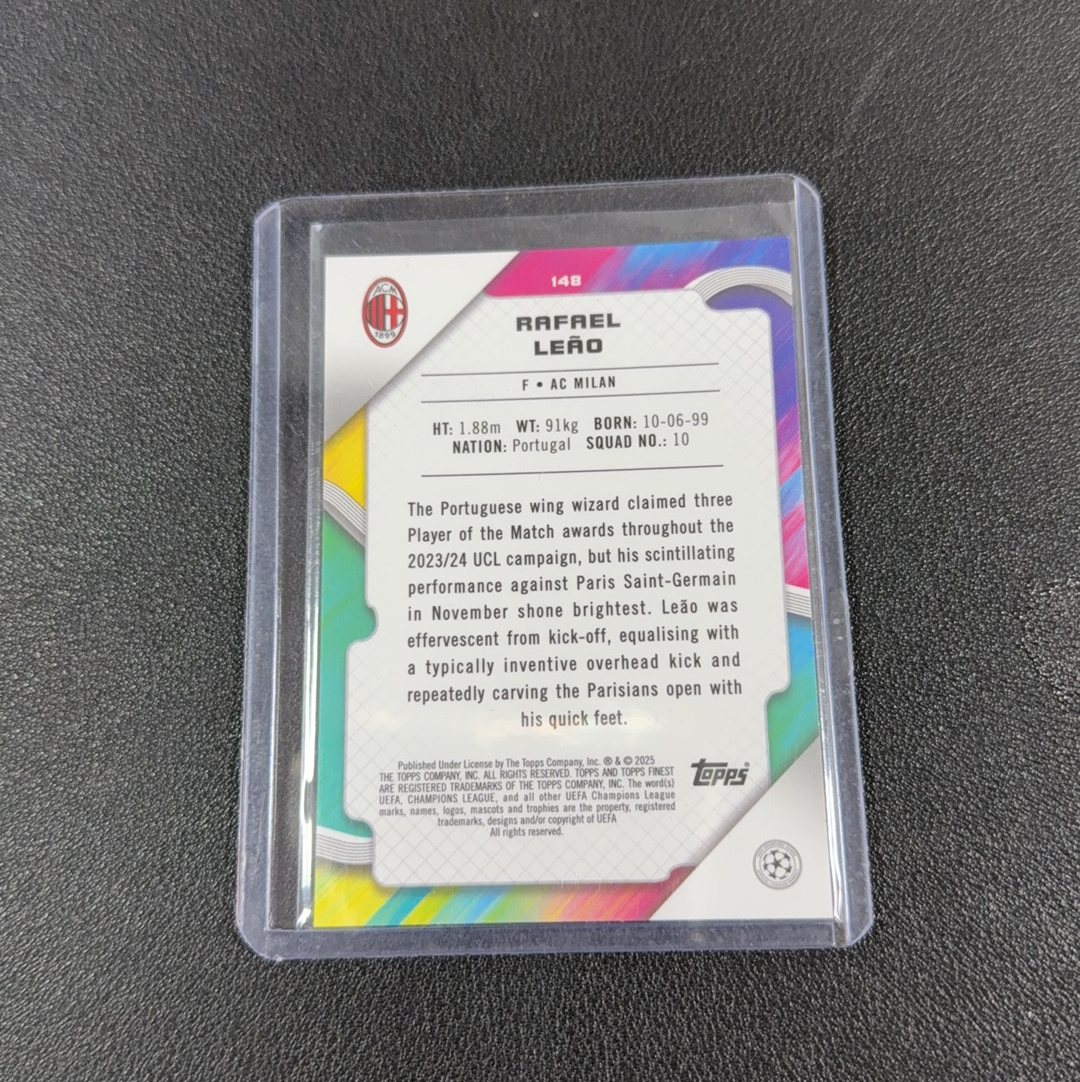 148
ACM
1899
RAFAEL
LEÃO
F • AC MILAN
HT: 1.88m WT: 91kg BORN: 10-06-99
NATION: Portugal SQUAD NO.: 10
The Portuguese wing wizard claimed three
Player of the Match awards throughout the
2023/24 UCL campaign, but his scintillating
performance against Paris Saint-Germain
in November shone brightest. Leão was
effervescent from kick-off, equalising with
a typically inventive overhead kick and
repeatedly carving the Parisians open with
his quick feet.
Published Under License by The Topps Company, Inc. ® & © 2025
THE TOPPS COMPANY, INC. ALL RIGHTS RESERVED. TOPPS AND TOPPS FINEST
ARE REGISTERED TRADEMARKS OF THE TOPPS COMPANY, INC. The word(s)
UEFA, CHAMPIONS LEAGUE, and all other UEFA Champions League
marks, names, logos, mascots and trophies are the property, registered
trademarks, designs and/or copyright of UEFA
All rights reserved.
Topps®